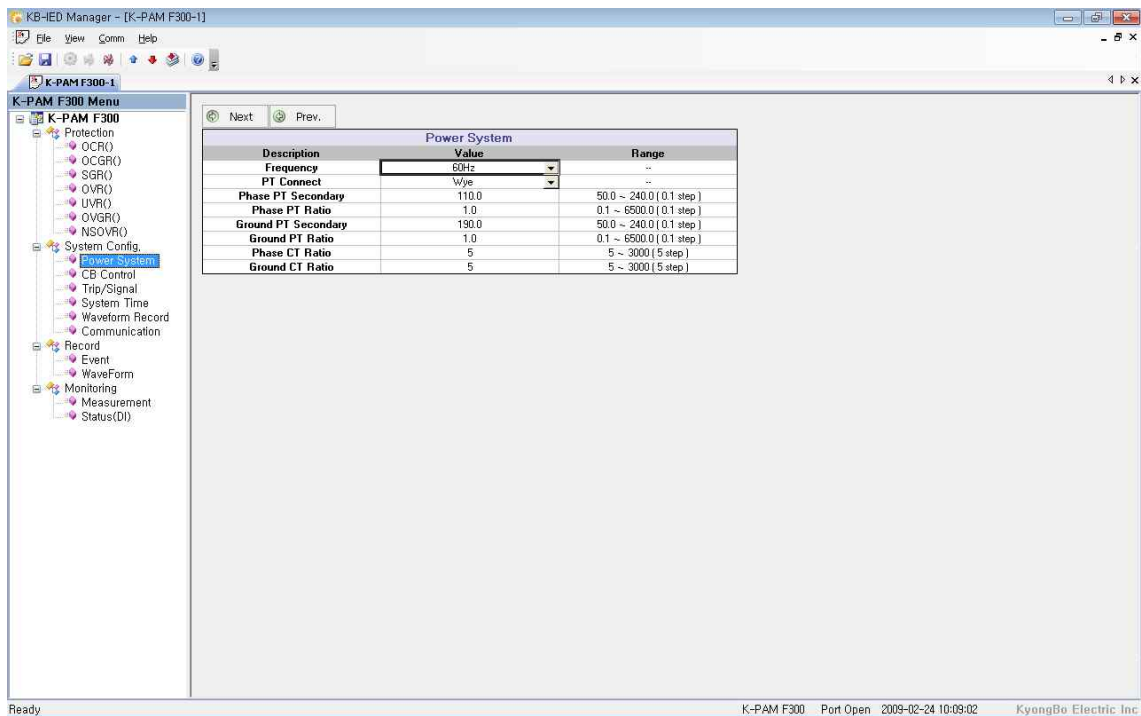 KB-IED Manager - [K-PAM F300-1]
File View Comm Help
K-PAM F300-1
K-PAM F300 Menu
K-PAM F300
Protection
OCR()
OCGR()
SGR()
OVR()
UVR()
OVGR()
NSOVR()
System Config,
Power System
CB Control
Trip/Signal
System Time
Waveform Record
Communication
Record
Event
WaveForm
Monitoring
Measurement
Status(DI)
Next Prev.
Power System
Description Value Range
Frequency 60Hz --
PT Connect Wye --
Phase PT Secondary 110.0 50.0 ~ 240.0 ( 0.1 step )
Phase PT Ratio 1.0 0.1 ~ 6500.0 ( 0.1 step )
Ground PT Secondary 190.0 50.0 ~ 240.0 ( 0.1 step )
Ground PT Ratio 1.0 0.1 ~ 6500.0 ( 0.1 step )
Phase CT Ratio 5 5 ~ 3000 ( 5 step )
Ground CT Ratio 5 5 ~ 3000 ( 5 step )
Ready K-PAM F300 Port Open 2009-02-24 10:09:02 KyongBo Electric Inc